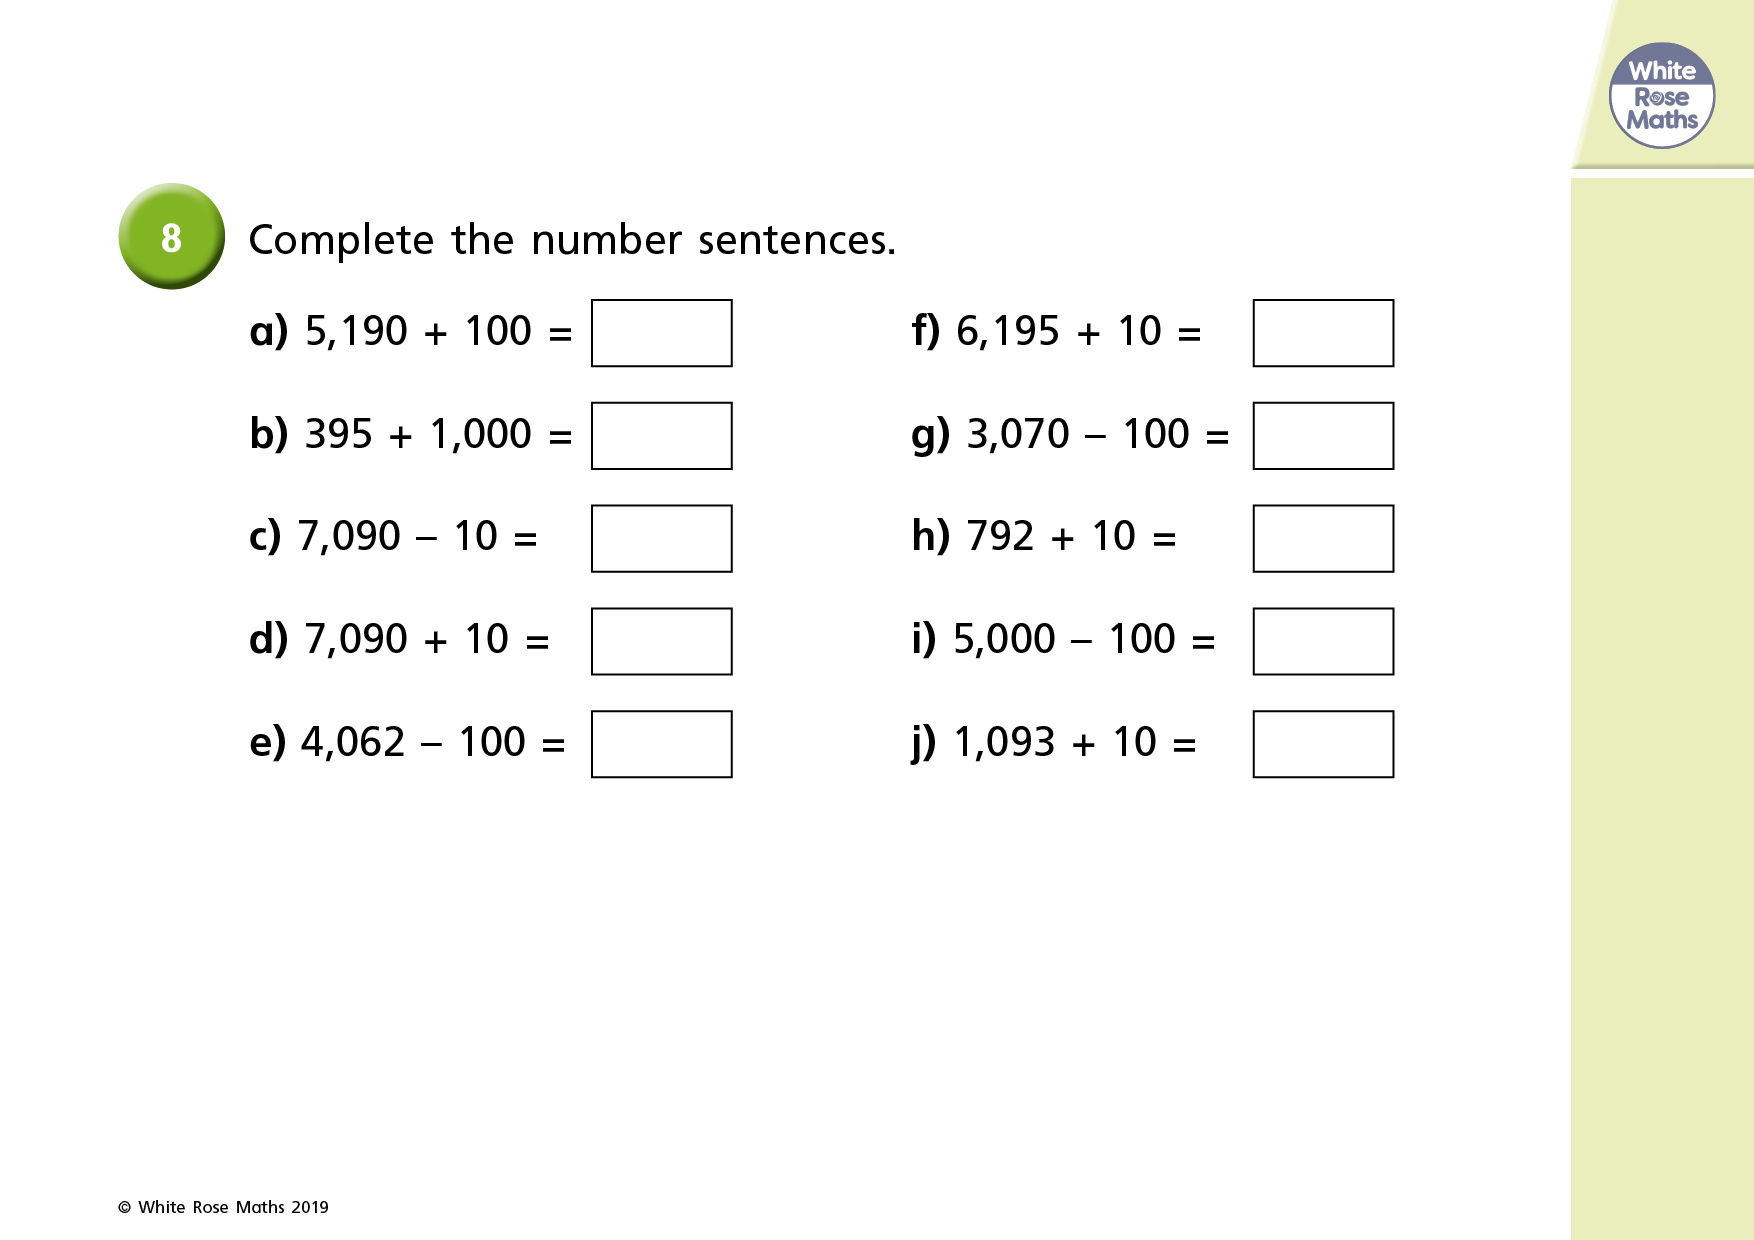 White
Rose
Maths
8 Complete the number sentences.
a) 5,190 + 100 =
b) 395 + 1,000 =
c) 7,090 – 10 =
d) 7,090 + 10 =
e) 4,062 – 100 =
f) 6,195 + 10 =
g) 3,070 – 100 =
h) 792 + 10 =
i) 5,000 – 100 =
j) 1,093 + 10 =
© White Rose Maths 2019